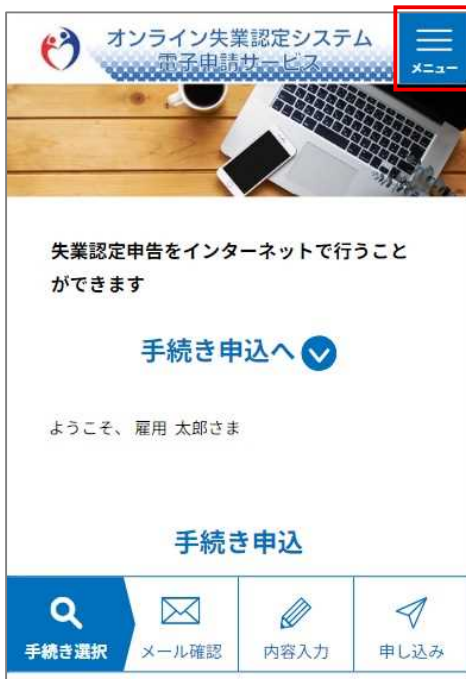 オンライン失業認定システム
電子申請サービス
メニュー
失業認定申告をインターネットで行うこと
ができます
手続き申込へ
ようこそ、雇用 太郎さま
手続き申込
手続き選択
メール確認
内容入力
申し込み